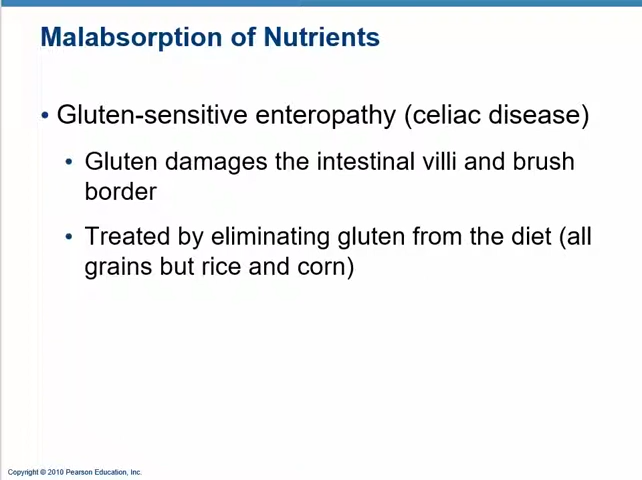 Malabsorption of Nutrients
• Gluten-sensitive enteropathy (celiac disease)
• Gluten damages the intestinal villi and brush
border
• Treated by eliminating gluten from the diet (all
grains but rice and corn)
Copyright © 2010 Pearson Education, Inc.